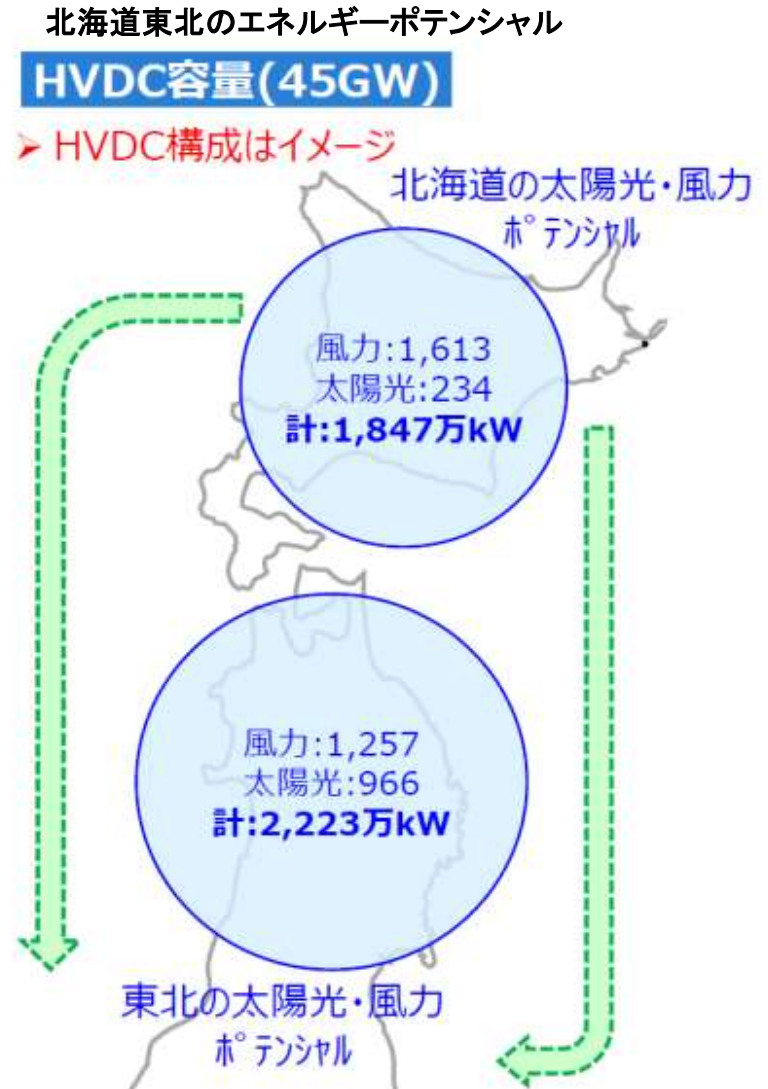 北海道東北のエネルギーポテンシャル
HVDC容量(45GW)
➢ HVDC構成はイメージ
北海道の太陽光・風力
ﾎﾟﾃﾝｼｬﾙ
風力:1,613
太陽光:234
計:1,847万kW
風力:1,257
太陽光:966
計:2,223万kW
東北の太陽光・風力
ﾎﾟﾃﾝｼｬﾙ